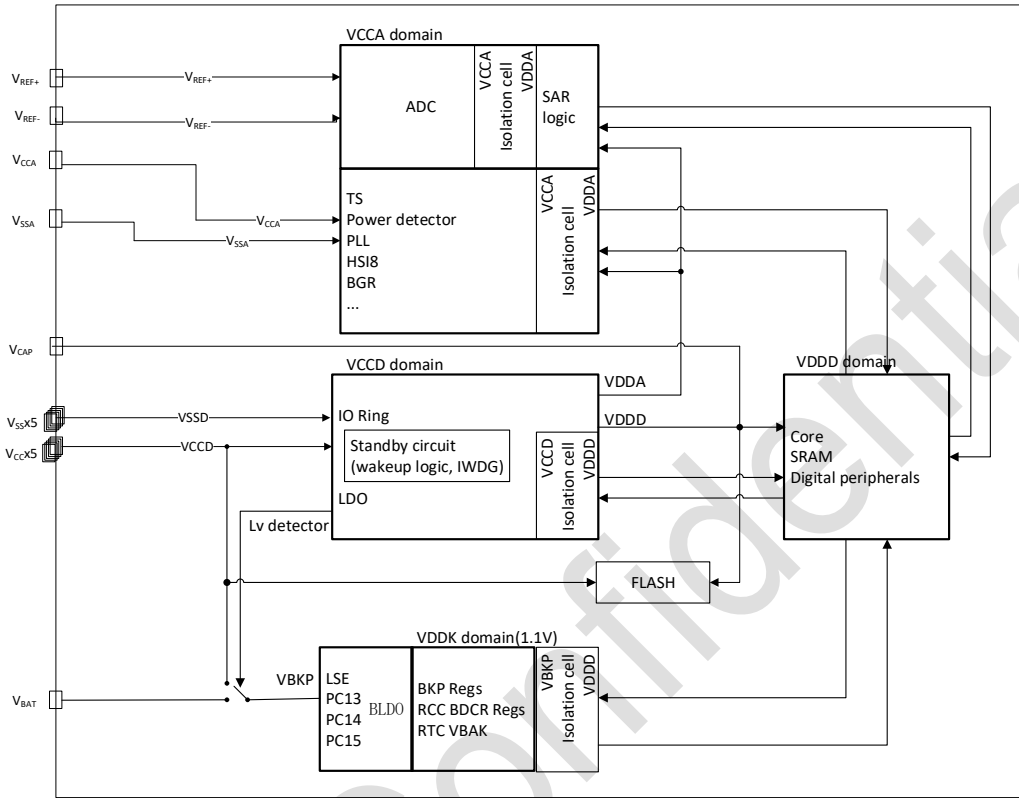 VCCA domain
VREF+
VREF+
VREF-
VREF-
ADC
VCCA
Isolation cell
VDDA
SAR
logic
VCCA
VCCA
VSSA
VSSA
TS
Power detector
PLL
HSI8
BGR
...
VCCA
Isolation cell
VDDA
VCAP
VCCD domain
VDDA
VDDD domain
VSSx5
VSSD
IO Ring
VDDD
VCCx5
VCCD
Standby circuit
(wakeup logic, IWDG)
LDO
VCCD
Isolation cell
VDDD
Core
SRAM
Digital peripherals
Lv detector
FLASH
VDDK domain(1.1V)
VBAT
VBKP
LSE
PC13
PC14
PC15
BLDO
BKP Regs
RCC BDCR Regs
RTC VBAK
VBKP
Isolation cell
VDDD
Confidential